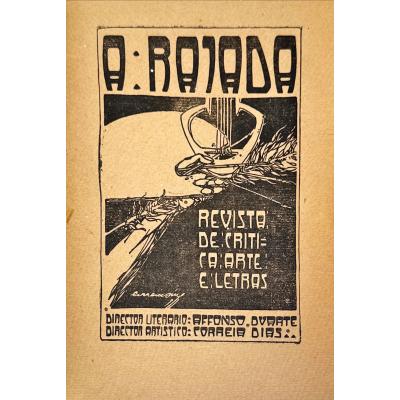 A:RAJADA
REVISTA
DE:CRITI-
CA:ARTE
E:LETRAS
DIRECTOR LITERARIO: AFFONSO.DUARTE
DIRECTOR ARTISTICO: CORREIA DIAS:.